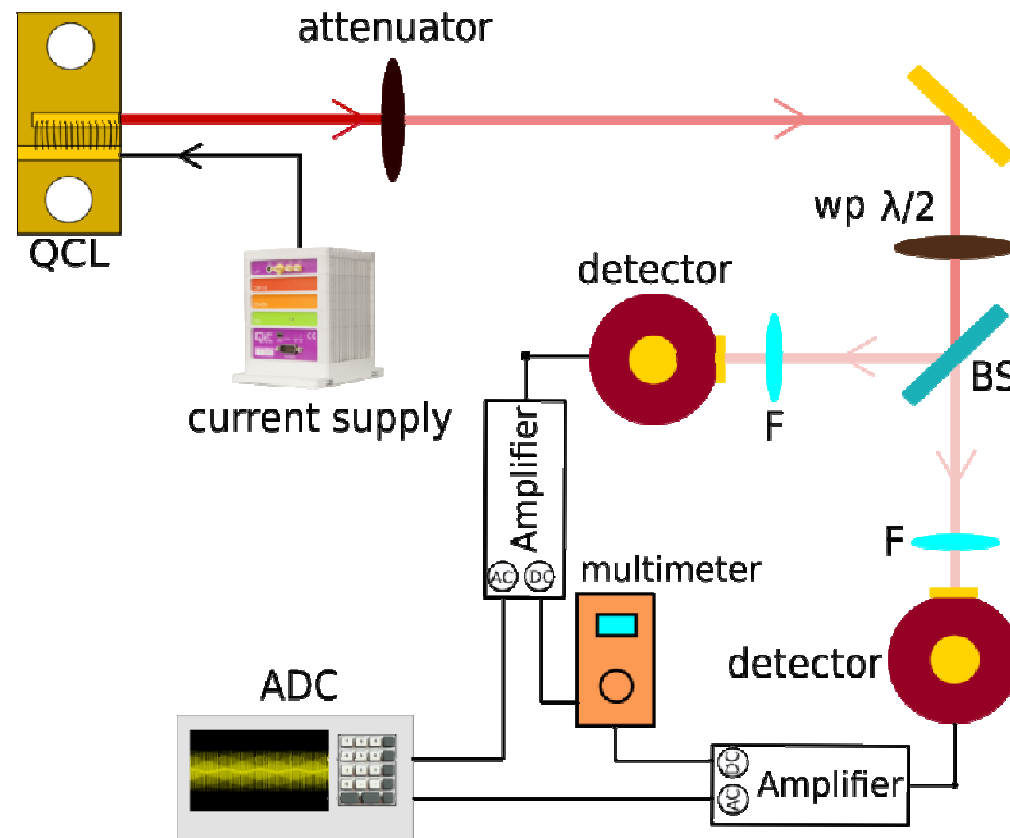 attenuator
QCL
wp λ/2
detector
BS
current supply
F
Amplifier
AC
DC
F
multimeter
detector
ADC
DC
AC
Amplifier